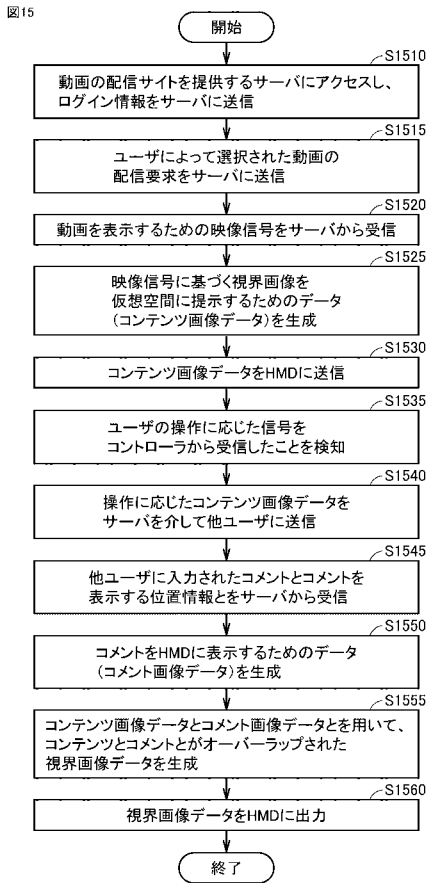 図15
開始
S1510
動画の配信サイトを提供するサーバにアクセスし、
ログイン情報をサーバに送信
S1515
ユーザによって選択された動画の
配信要求をサーバに送信
S1520
動画を表示するための映像信号をサーバから受信
S1525
映像信号に基づく視界画像を
仮想空間に提示するためのデータ
(コンテンツ画像データ)を生成
S1530
コンテンツ画像データをHMDに送信
S1535
ユーザの操作に応じた信号を
コントローラから受信したことを検知
S1540
操作に応じたコンテンツ画像データを
サーバを介して他ユーザに送信
S1545
他ユーザに入力されたコメントとコメントを
表示する位置情報とをサーバから受信
S1550
コメントをHMDに表示するためのデータ
(コメント画像データ)を生成
S1555
コンテンツ画像データとコメント画像データとを用いて、
コンテンツとコメントとがオーバーラップされた
視界画像データを生成
S1560
視界画像データをHMDに出力
終了